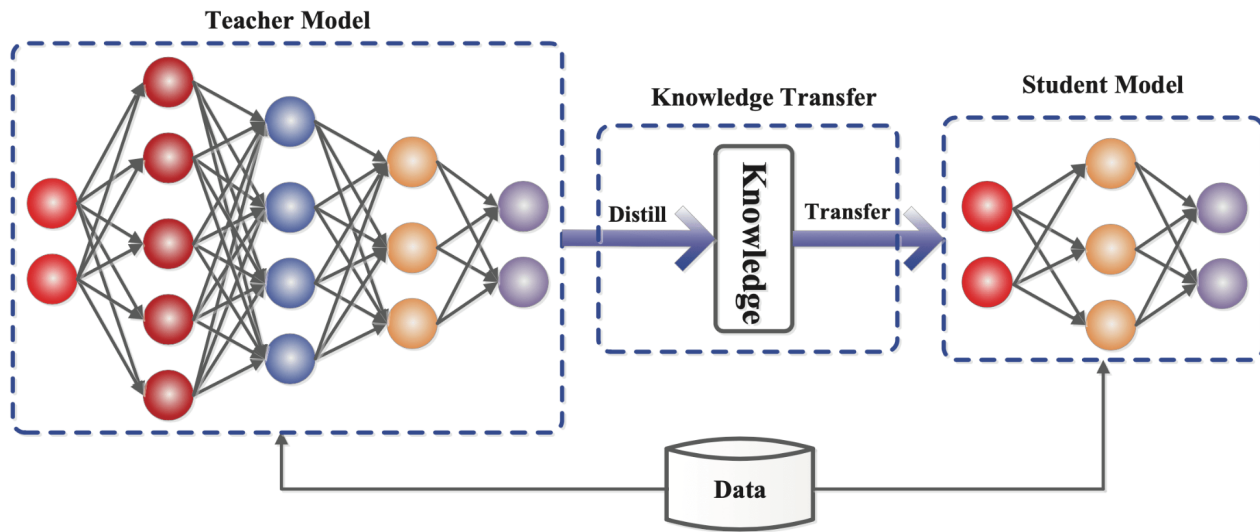 Teacher Model
Knowledge Transfer
Student Model
Distill
Knowledge
Transfer
Data